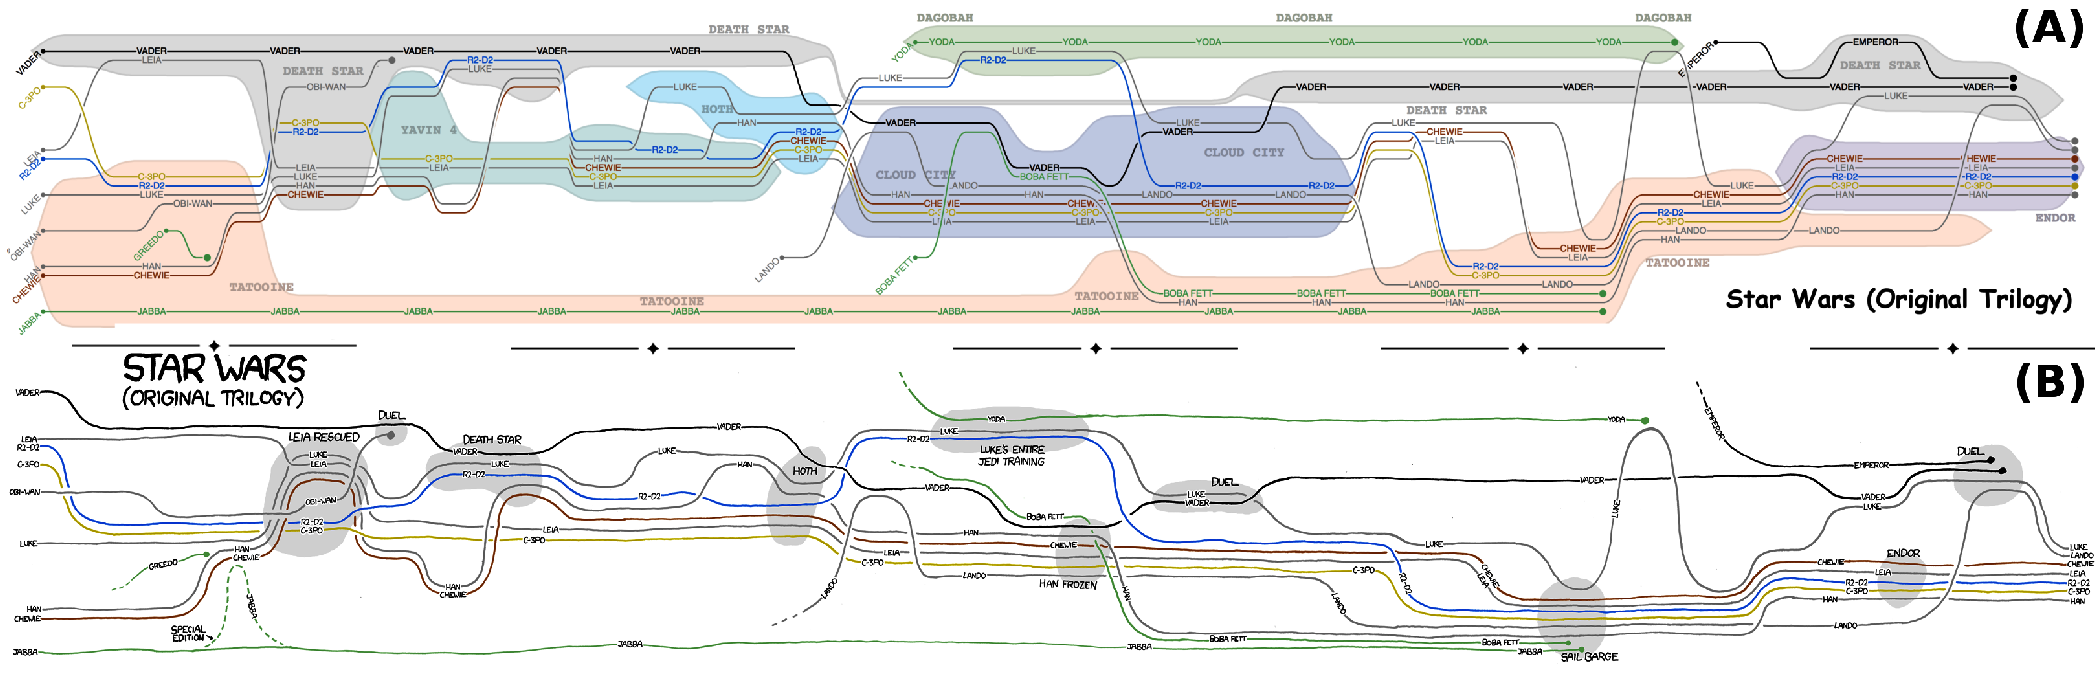 (A)
DEATH STAR
DAGOBAH
DAGOBAH
DAGOBAH
VADER VADER VADER VADER VADER VADER
YODA YODA YODA YODA YODA YODA YODA
LEIA
DEATH STAR
OBI-WAN
R2-D2
LUKE
LUKE
R2-D2
LUKE
EMPEROR
EMPEROR
DEATH STAR
C-3PO
LUKE
HOTH
VADER VADER VADER VADER VADER
LUKE
C-3PO
R2-D2
YAVIN 4
HAN
R2-D2
CHEWIE
C-3PO
LEIA
VADER
LUKE
VADER
DEATH STAR
LUKE
CHEWIE
LEIA
LEIA
R2-D2
C-3PO
R2-D2
LUKE
C-3PO
LEIA
LEIA
LUKE
HAN
CHEWIE
R2-D2
HAN
CHEWIE
C-3PO
LEIA
CLOUD CITY
CLOUD CITY
VADER
BOBA FETT
LANDO
HAN HAN
LANDO LANDO
R2-D2 R2-D2
CHEWIE CHEWIE CHEWIE
C-3PO C-3PO C-3PO
LEIA LEIA LEIA
LUKE
OBI-WAN
OBI-WAN
GREEDO
HAN
CHEWIE
HAN
CHEWIE
TATOOINE
TATOOINE
TATOOINE
TATOOINE
LANDO
BOBA FETT
BOBA FETT BOBA FETT BOBA FETT
HAN HAN HAN
LANDO LANDO
CHEWIE
LEIA
R2-D2
C-3PO
LUKE
CHEWIE
LEIA
R2-D2
C-3PO
LANDO LANDO
HAN
CHEWIE HEWIE
LEIA LEIA
R2-D2 R2-D2
C-3PO C-3PO
HAN HAN
ENDOR
JABBA JABBA JABBA JABBA JABBA JABBA JABBA JABBA JABBA JABBA JABBA JABBA
Star Wars (Original Trilogy)
STAR WARS
(ORIGINAL TRILOGY)
(B)
VADER
LEIA
R2-D2
C-3PO
OBI-WAN
LUKE
GREEDO
HAN
CHEWIE
SPECIAL
EDITION
JABBA
JABBA
HAN
CHEWIE
LEIA RESCUED
LUKE
LEIA
OBI-WAN
R2-D2
C-3PO
DUEL
DEATH STAR
VADER
LUKE
R2-D2
HAN
CHEWIE
LEIA
C-3PO
LUKE
R2-D2
VADER
HAN
HOTH
JABBA
LANDO
YODA
LUKE
R2-D2
LUKE'S ENTIRE
JEDI TRAINING
VADER
BOBA FETT
HAN
CHEWIE
LEIA
C-3PO
LANDO
HAN FROZEN
HAN
JABBA
DUEL
LUKE
VADER
BOBA FETT
LANDO
C-3PO
R2-D2
LUKE
CHEWIE
LEIA
BOBA FETT
JABBA
SAIL BARGE
VADER
YODA
LUKE
EMPEROR
EMPEROR
VADER
LUKE
DUEL
CHEWIE
LEIA
R2-D2
C-3PO
HAN
LANDO
ENDOR
LUKE
LANDO
CHEWIE
LEIA
R2-D2
C-3PO
HAN